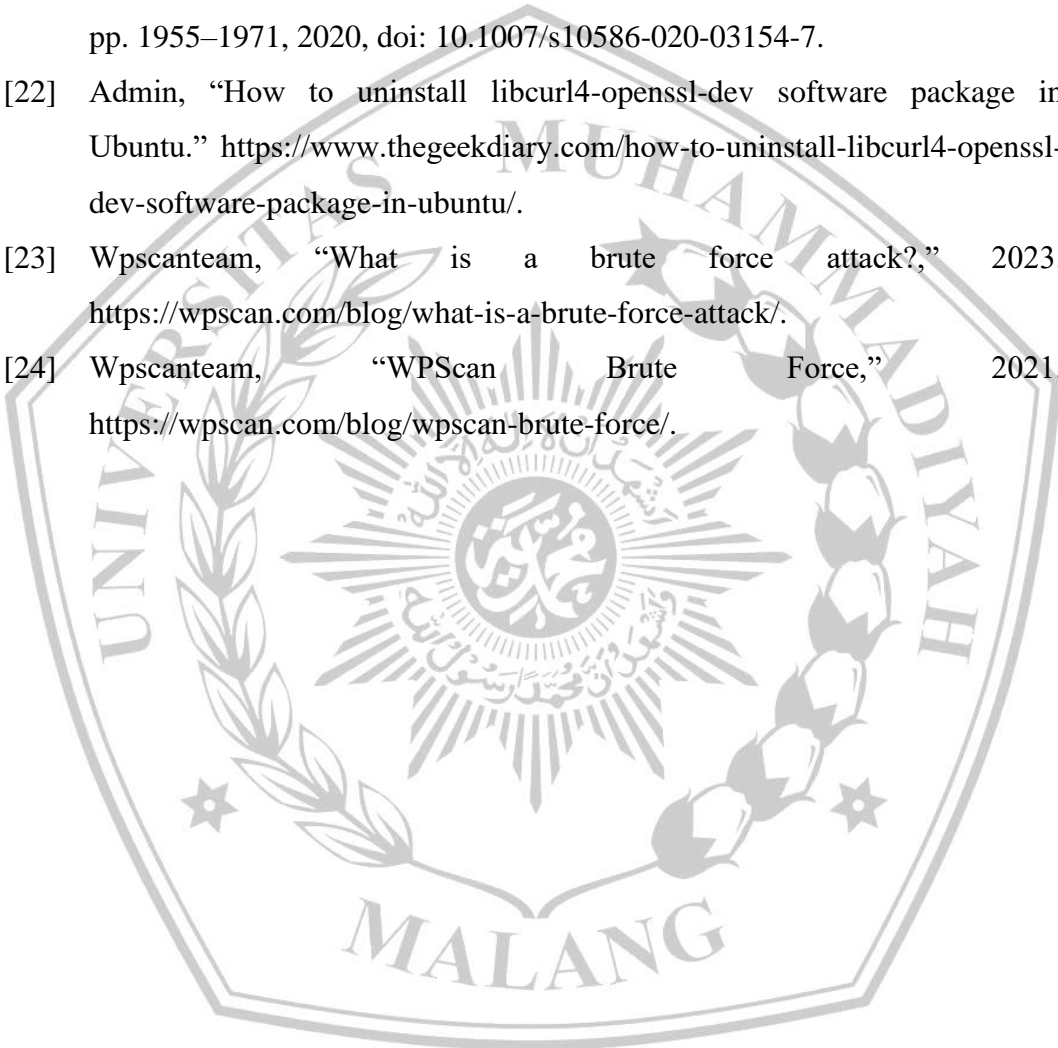 pp. 1955–1971, 2020, doi: 10.1007/s10586-020-03154-7.
[22] Admin, “How to uninstall libcurl4-openssl-dev software package in
Ubuntu.” https://www.thegeekdiary.com/how-to-uninstall-libcurl4-openssl-
dev-software-package-in-ubuntu/.
[23] Wpscanteam, “What is a brute force attack?,” 2023.
https://wpscan.com/blog/what-is-a-brute-force-attack/.
[24] Wpscanteam, “WPScan Brute Force,” 2021.
https://wpscan.com/blog/wpscan-brute-force/.
UNIVERSITAS MUHAMMADIYAH
MALANG